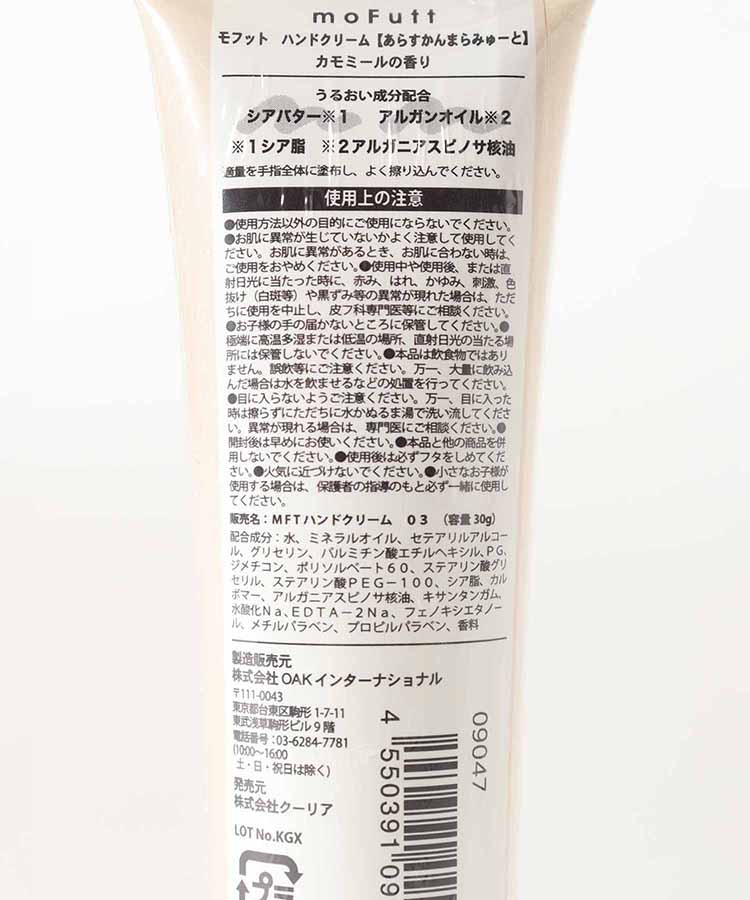 moFutt
モフット ハンドクリーム【あらすかんまらみゅーと】
カモミールの香り
うるおい成分配合
シアバター※1 アルガンオイル※2
※1シア脂 ※2アルガニアスピノサ核油
適量を手指全体に塗布し、よく擦り込んでください。
使用上の注意
●使用方法以外の目的にご使用にならないでください。
●お肌に異常が生じていないかよく注意して使用してく
ださい。お肌に異常があるとき、お肌に合わない時は、
ご使用をおやめください。●使用中や使用後、または直
射日光に当たった時に、赤み、はれ、かゆみ、刺激、色
抜け（白斑等）や黒ずみ等の異常が現れた場合は、ただ
ちに使用を中止し、皮フ科専門医等にご相談ください。
●お子様の手の届かないところに保管してください。●
極端に高温多湿または低温の場所、直射日光の当たる場
所には保管しないでください。●本品は飲食物ではあり
ません。誤飲等にご注意ください。万一、大量に飲み込
んだ場合は水を飲ませるなどの処置を行ってください。
●目に入らないようご注意ください。万一、目に入った
時は擦らずにただちに水かぬるま湯で洗い流してくださ
い。異常が現れる場合は、専門医にご相談ください。●
開封後は早めにお使いください。●本品と他の商品を併
用しないでください。●使用後は必ずフタをしめてくだ
さい。●火気に近づけないでください。●小さなお子様が
使用する場合は、保護者の指導のもと必ず一緒に使用し
てください。
販売名：MFTハンドクリーム 03 （容量30g）
配合成分：水、ミネラルオイル、セテアリルアルコー
ル、グリセリン、パルミチン酸エチルヘキシル、PG、
ジメチコン、ポリソルベート60、ステアリン酸グリ
セリル、ステアリン酸PEG－100、シア脂、カル
ボマー、アルガニアスピノサ核油、キサンタンガム、
水酸化Na、EDTA－2Na、フェノキシエタノー
ル、メチルパラベン、プロピルパラベン、香料
製造販売元
株式会社OAKインターナショナル
〒111-0043
東京都台東区駒形1-7-11
東武浅草駒形ビル9階
電話番号：03-6284-7781
(10:00～16:00
土・日・祝日は除く)
発売元
株式会社クーリア
LOT No.KGX
プ
09047
4 550391 09